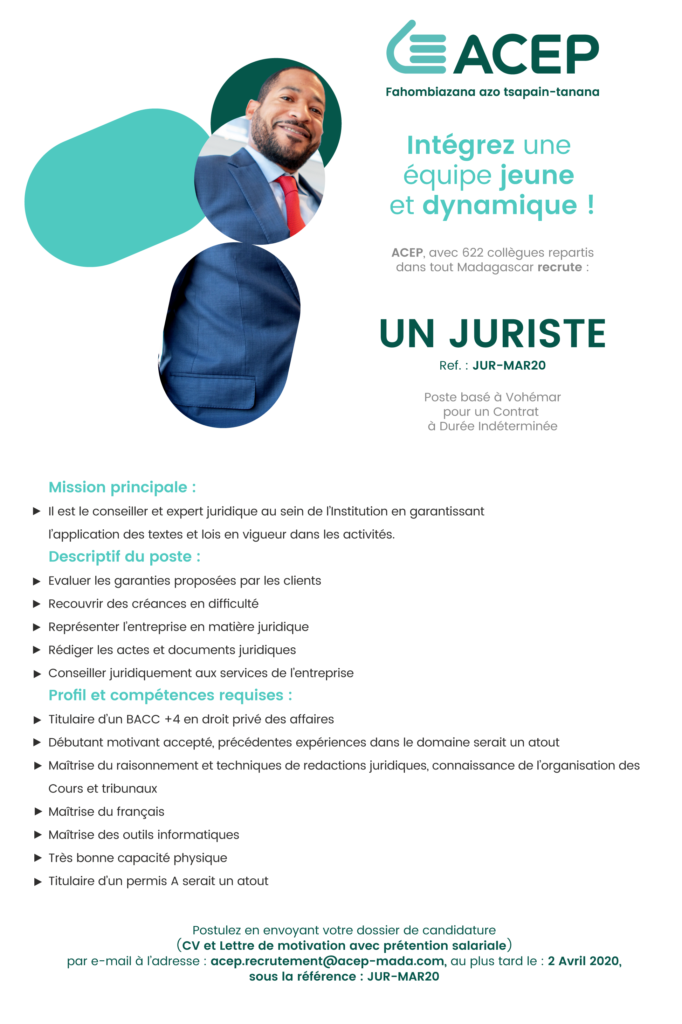 ACEP
Fahombiazana azo tsapain-tanana
Intégrez une
équipe jeune
et dynamique !
ACEP, avec 622 collègues repartis
dans tout Madagascar recrute :
UN JURISTE
Ref. : JUR-MAR20
Poste basé à Vohémar
pour un Contrat
à Durée Indéterminée
Mission principale :
► Il est le conseiller et expert juridique au sein de l'Institution en garantissant
l'application des textes et lois en vigueur dans les activités.
Descriptif du poste :
► Evaluer les garanties proposées par les clients
► Recouvrir des créances en difficulté
► Représenter l'entreprise en matière juridique
► Rédiger les actes et documents juridiques
► Conseiller juridiquement aux services de l'entreprise
Profil et compétences requises :
► Titulaire d'un BACC +4 en droit privé des affaires
► Débutant motivant accepté, précédentes expériences dans le domaine serait un atout
► Maîtrise du raisonnement et techniques de redactions juridiques, connaissance de l'organisation des
Cours et tribunaux
► Maîtrise du français
► Maîtrise des outils informatiques
► Très bonne capacité physique
► Titulaire d'un permis A serait un atout
Postulez en envoyant votre dossier de candidature
(CV et Lettre de motivation avec prétention salariale)
par e-mail à l'adresse : acep.recrutement@acep-mada.com, au plus tard le : 2 Avril 2020,
sous la référence : JUR-MAR20